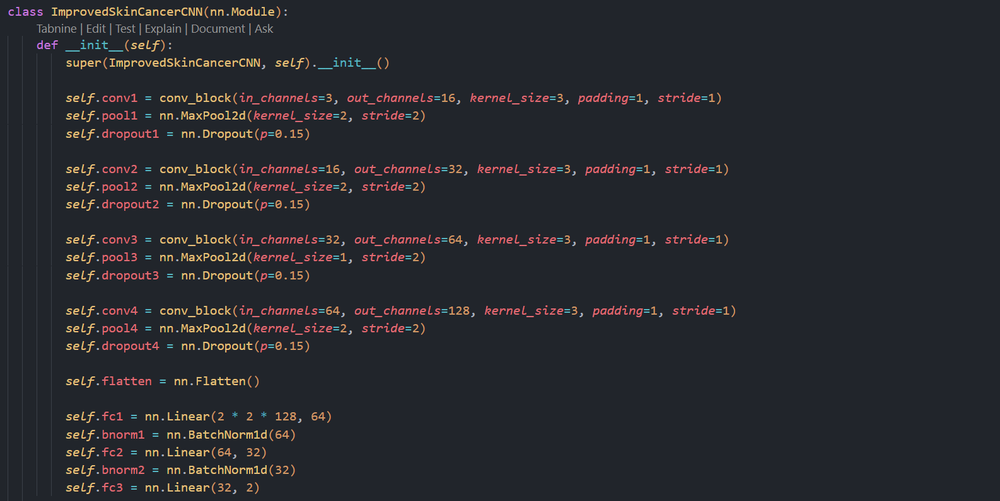 class ImprovedSkinCancerCNN(nn.Module):
Tabnine | Edit | Test | Explain | Document | Ask
def __init__(self):
super(ImprovedSkinCancerCNN, self).__init__()
self.conv1 = conv_block(in_channels=3, out_channels=16, kernel_size=3, padding=1, stride=1)
self.pool1 = nn.MaxPool2d(kernel_size=2, stride=2)
self.dropout1 = nn.Dropout(p=0.15)
self.conv2 = conv_block(in_channels=16, out_channels=32, kernel_size=3, padding=1, stride=1)
self.pool2 = nn.MaxPool2d(kernel_size=2, stride=2)
self.dropout2 = nn.Dropout(p=0.15)
self.conv3 = conv_block(in_channels=32, out_channels=64, kernel_size=3, padding=1, stride=1)
self.pool3 = nn.MaxPool2d(kernel_size=1, stride=2)
self.dropout3 = nn.Dropout(p=0.15)
self.conv4 = conv_block(in_channels=64, out_channels=128, kernel_size=3, padding=1, stride=1)
self.pool4 = nn.MaxPool2d(kernel_size=2, stride=2)
self.dropout4 = nn.Dropout(p=0.15)
self.flatten = nn.Flatten()
self.fc1 = nn.Linear(2 * 2 * 128, 64)
self.bnorm1 = nn.BatchNorm1d(64)
self.fc2 = nn.Linear(64, 32)
self.bnorm2 = nn.BatchNorm1d(32)
self.fc3 = nn.Linear(32, 2)